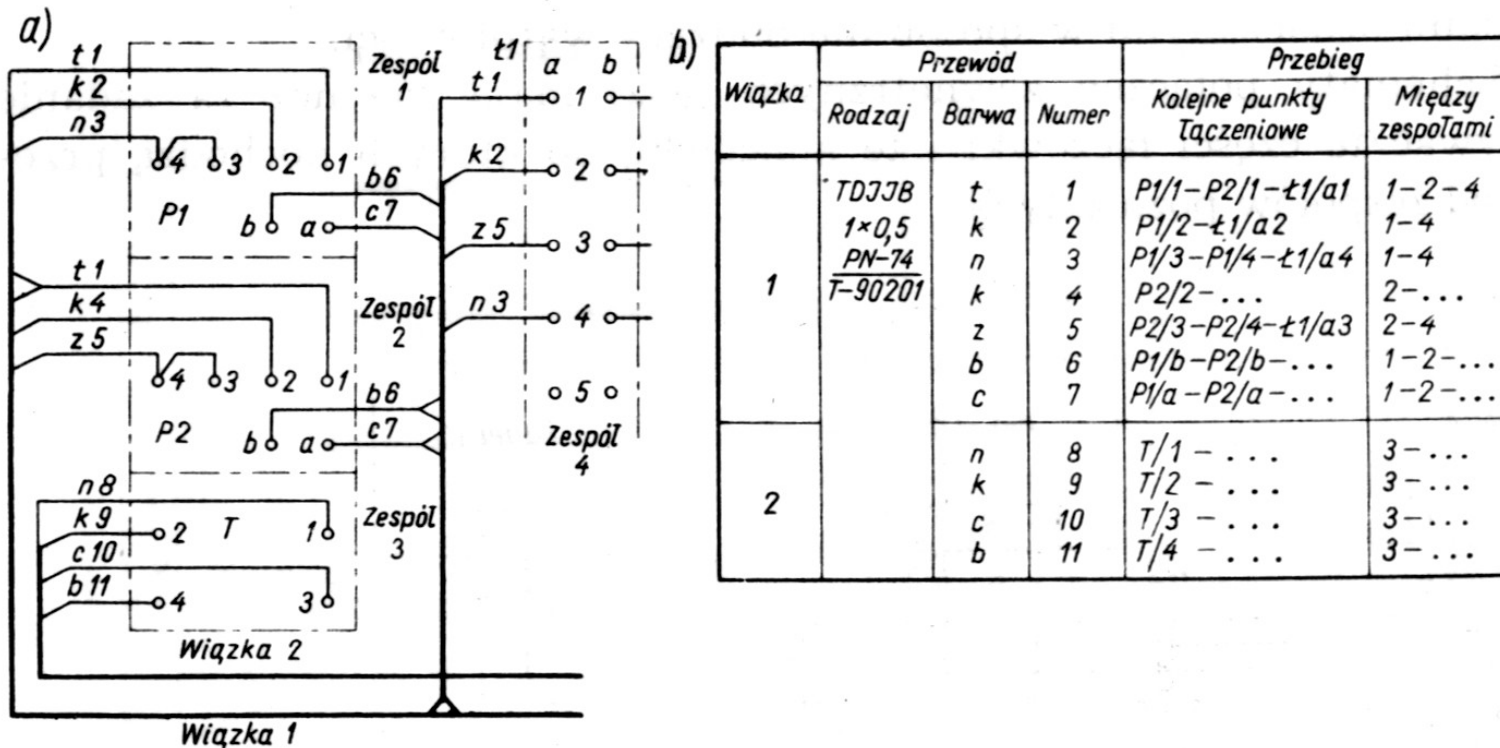 a)
t1
k2
n3
4 3 2 1
P1
b a
b6
c7
Zespół
1
t1
k4
z5
4 3 2 1
P2
b a
b6
c7
Zespół
2
n8
k9
c10
b11
2 T 1
4 3
Zespół
3
Wiązka 2
Wiązka 1
Ł1
a b
t1 1
k2 2
z5 3
n3 4
5
Zespół
4
b)
Wiązka Przewód Przebieg
Rodzaj Barwa Numer Kolejne punkty łączeniowe Między zespołami
1
TDJJB t 1 P1/1-P2/1-Ł1/a1 1-2-4
1×0,5 k 2 P1/2-Ł1/a2 1-4
PN-74 n 3 P1/3-P1/4-Ł1/a4 1-4
T-90201 k 4 P2/2-... 2-...
z 5 P2/3-P2/4-Ł1/a3 2-4
b 6 P1/b-P2/b-... 1-2-...
c 7 P1/a-P2/a-... 1-2-...
2
n 8 T/1 - ... 3-...
k 9 T/2 - ... 3-...
c 10 T/3 - ... 3-...
b 11 T/4 - ... 3-...